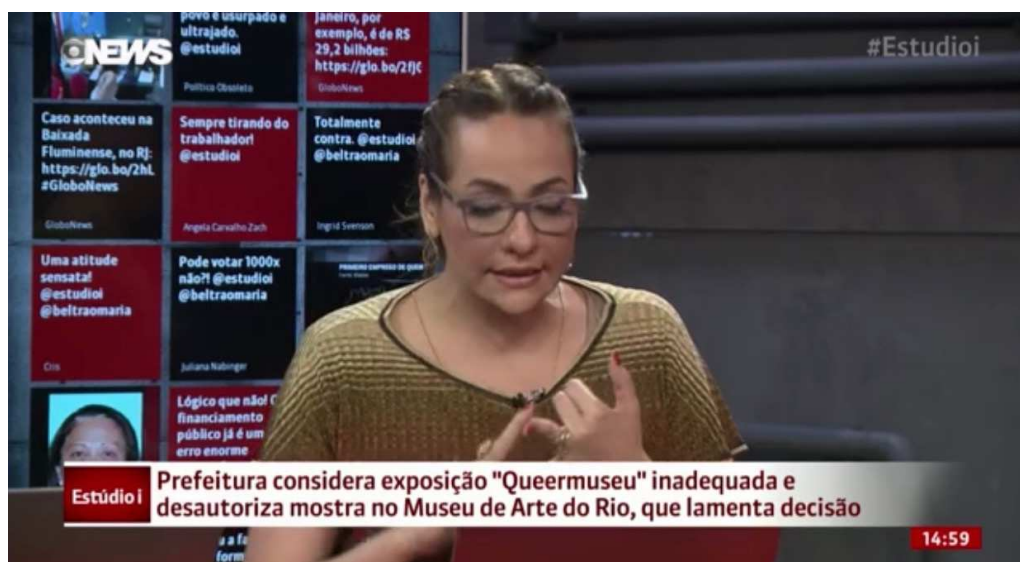 GNEWS
#Estudioi
povo é usurpado e
ultrajado.
@estudioi
Político Obsoleto
Janeiro, por
exemplo, é de R$
29,2 bilhões:
https://glo.bo/2fJC
GloboNews
Caso aconteceu na
Baixada
Fluminense, no RJ:
https://glo.bo/2hL
#GloboNews
GloboNews
Sempre tirando do
trabalhador!
@estudioi
Angela Carvalho Zach
Totalmente
contra. @estudioi
@beltraomaria
Ingrid Svenson
Uma atitude
sensata!
@estudioi
@beltraomaria
Cris
Pode votar 1000x
não?! @estudioi
@beltraomaria
Juliana Nabinger
Lógico que não!
financiamento
público já é um
erro enorme
Estúdio i
Prefeitura considera exposição "Queermuseu" inadequada e
desautoriza mostra no Museu de Arte do Rio, que lamenta decisão
14:59